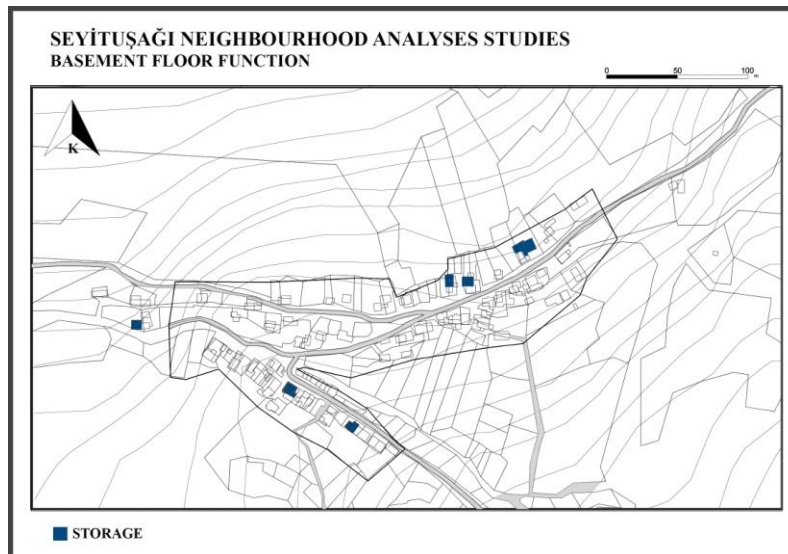 SEYİTUŞAĞI NEIGHBOURHOOD ANALYSES STUDIES
BASEMENT FLOOR FUNCTION
0 50 100 m
K
STORAGE